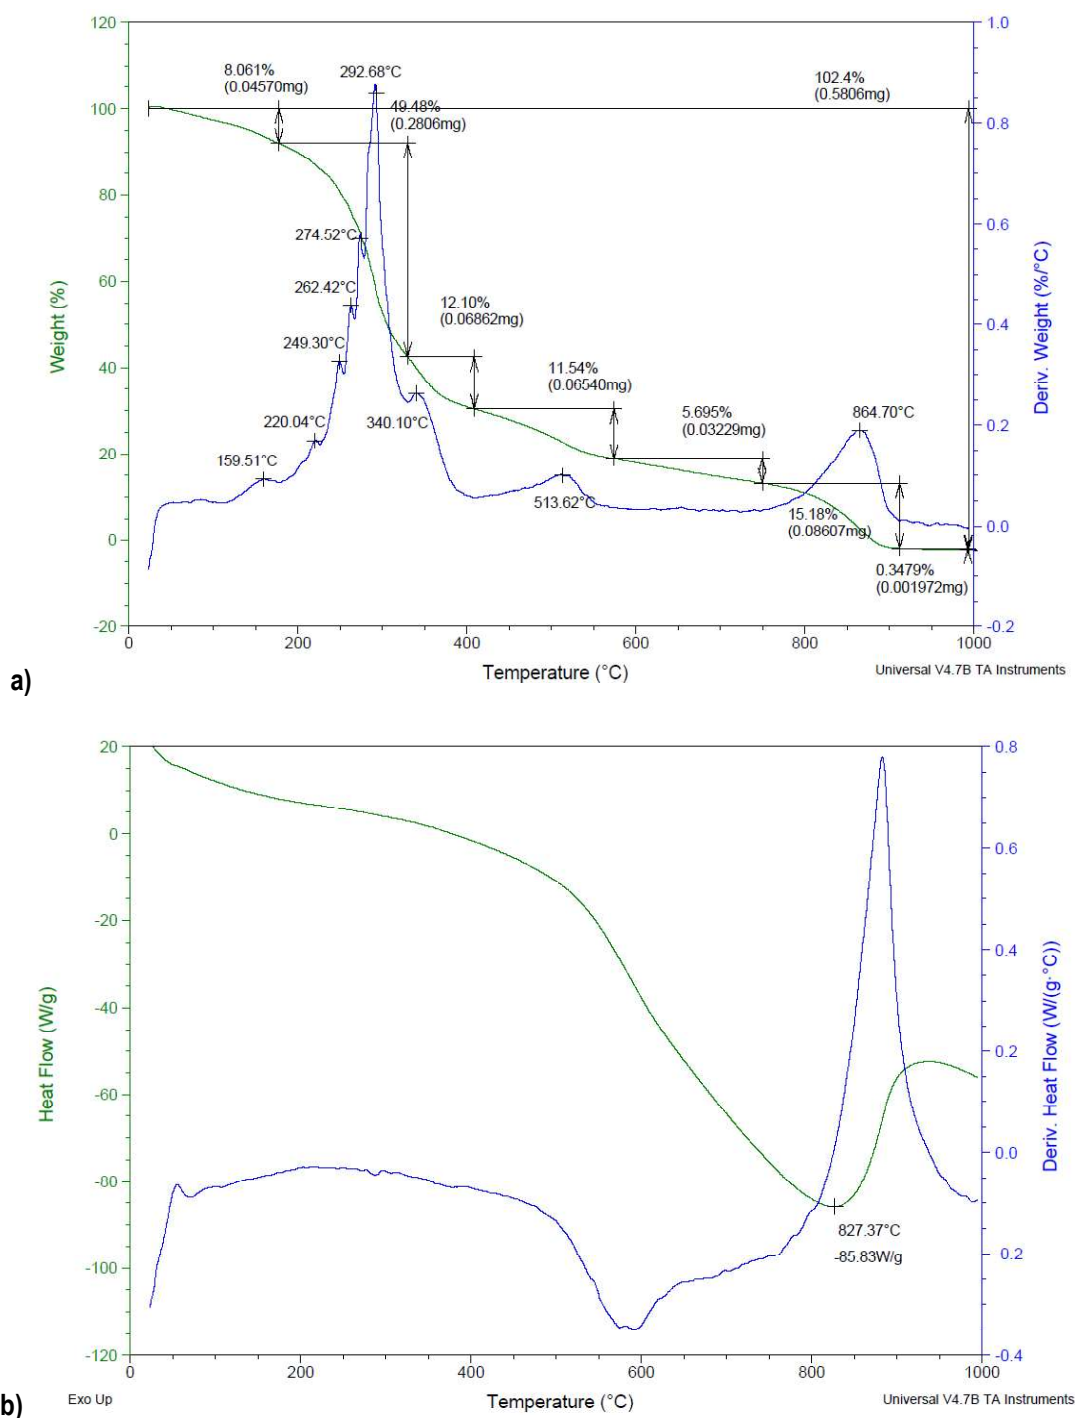 120
1.0
8.061%
(0.04570mg)
292.68°C
102.4%
(0.5806mg)
49.48%
(0.2806mg)
100
0.8
80
0.6
274.52°C
262.42°C
60
12.10%
(0.06862mg)
0.4
249.30°C
40
11.54%
(0.06540mg)
5.695%
(0.03229mg)
864.70°C
220.04°C
340.10°C
0.2
159.51°C
20
513.62°C
15.18%
(0.08607mg)
0
0.0
0.3479%
(0.001972mg)
-20
-0.2
0
200
400
600
800
1000
Weight (%)
Deriv. Weight (%/°C)
Temperature (°C)
Universal V4.7B TA Instruments
a)
20
0.8
0
0.6
-20
0.4
-40
0.2
-60
0.0
-80
827.37°C
-85.83W/g
-0.2
-100
-120
-0.4
0
200
400
600
800
1000
Heat Flow (W/g)
Deriv. Heat Flow (W/(g·°C))
b)
Exo Up
Temperature (°C)
Universal V4.7B TA Instruments